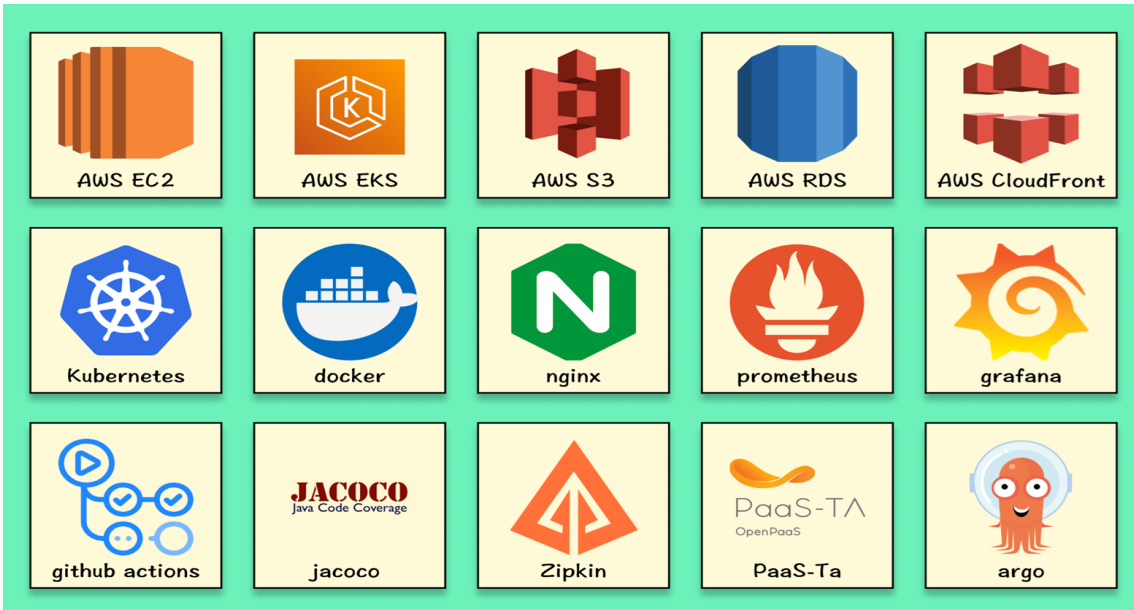 K
AWS EC2
AWS EKS
AWS S3
AWS RDS
AWS CloudFront
N
Kubernetes
docker
nginx
prometheus
grafana
JACOCO
Java Code Coverage
PaaS-TA
OpenPaaS
github actions
jacoco
Zipkin
PaaS-Ta
argo